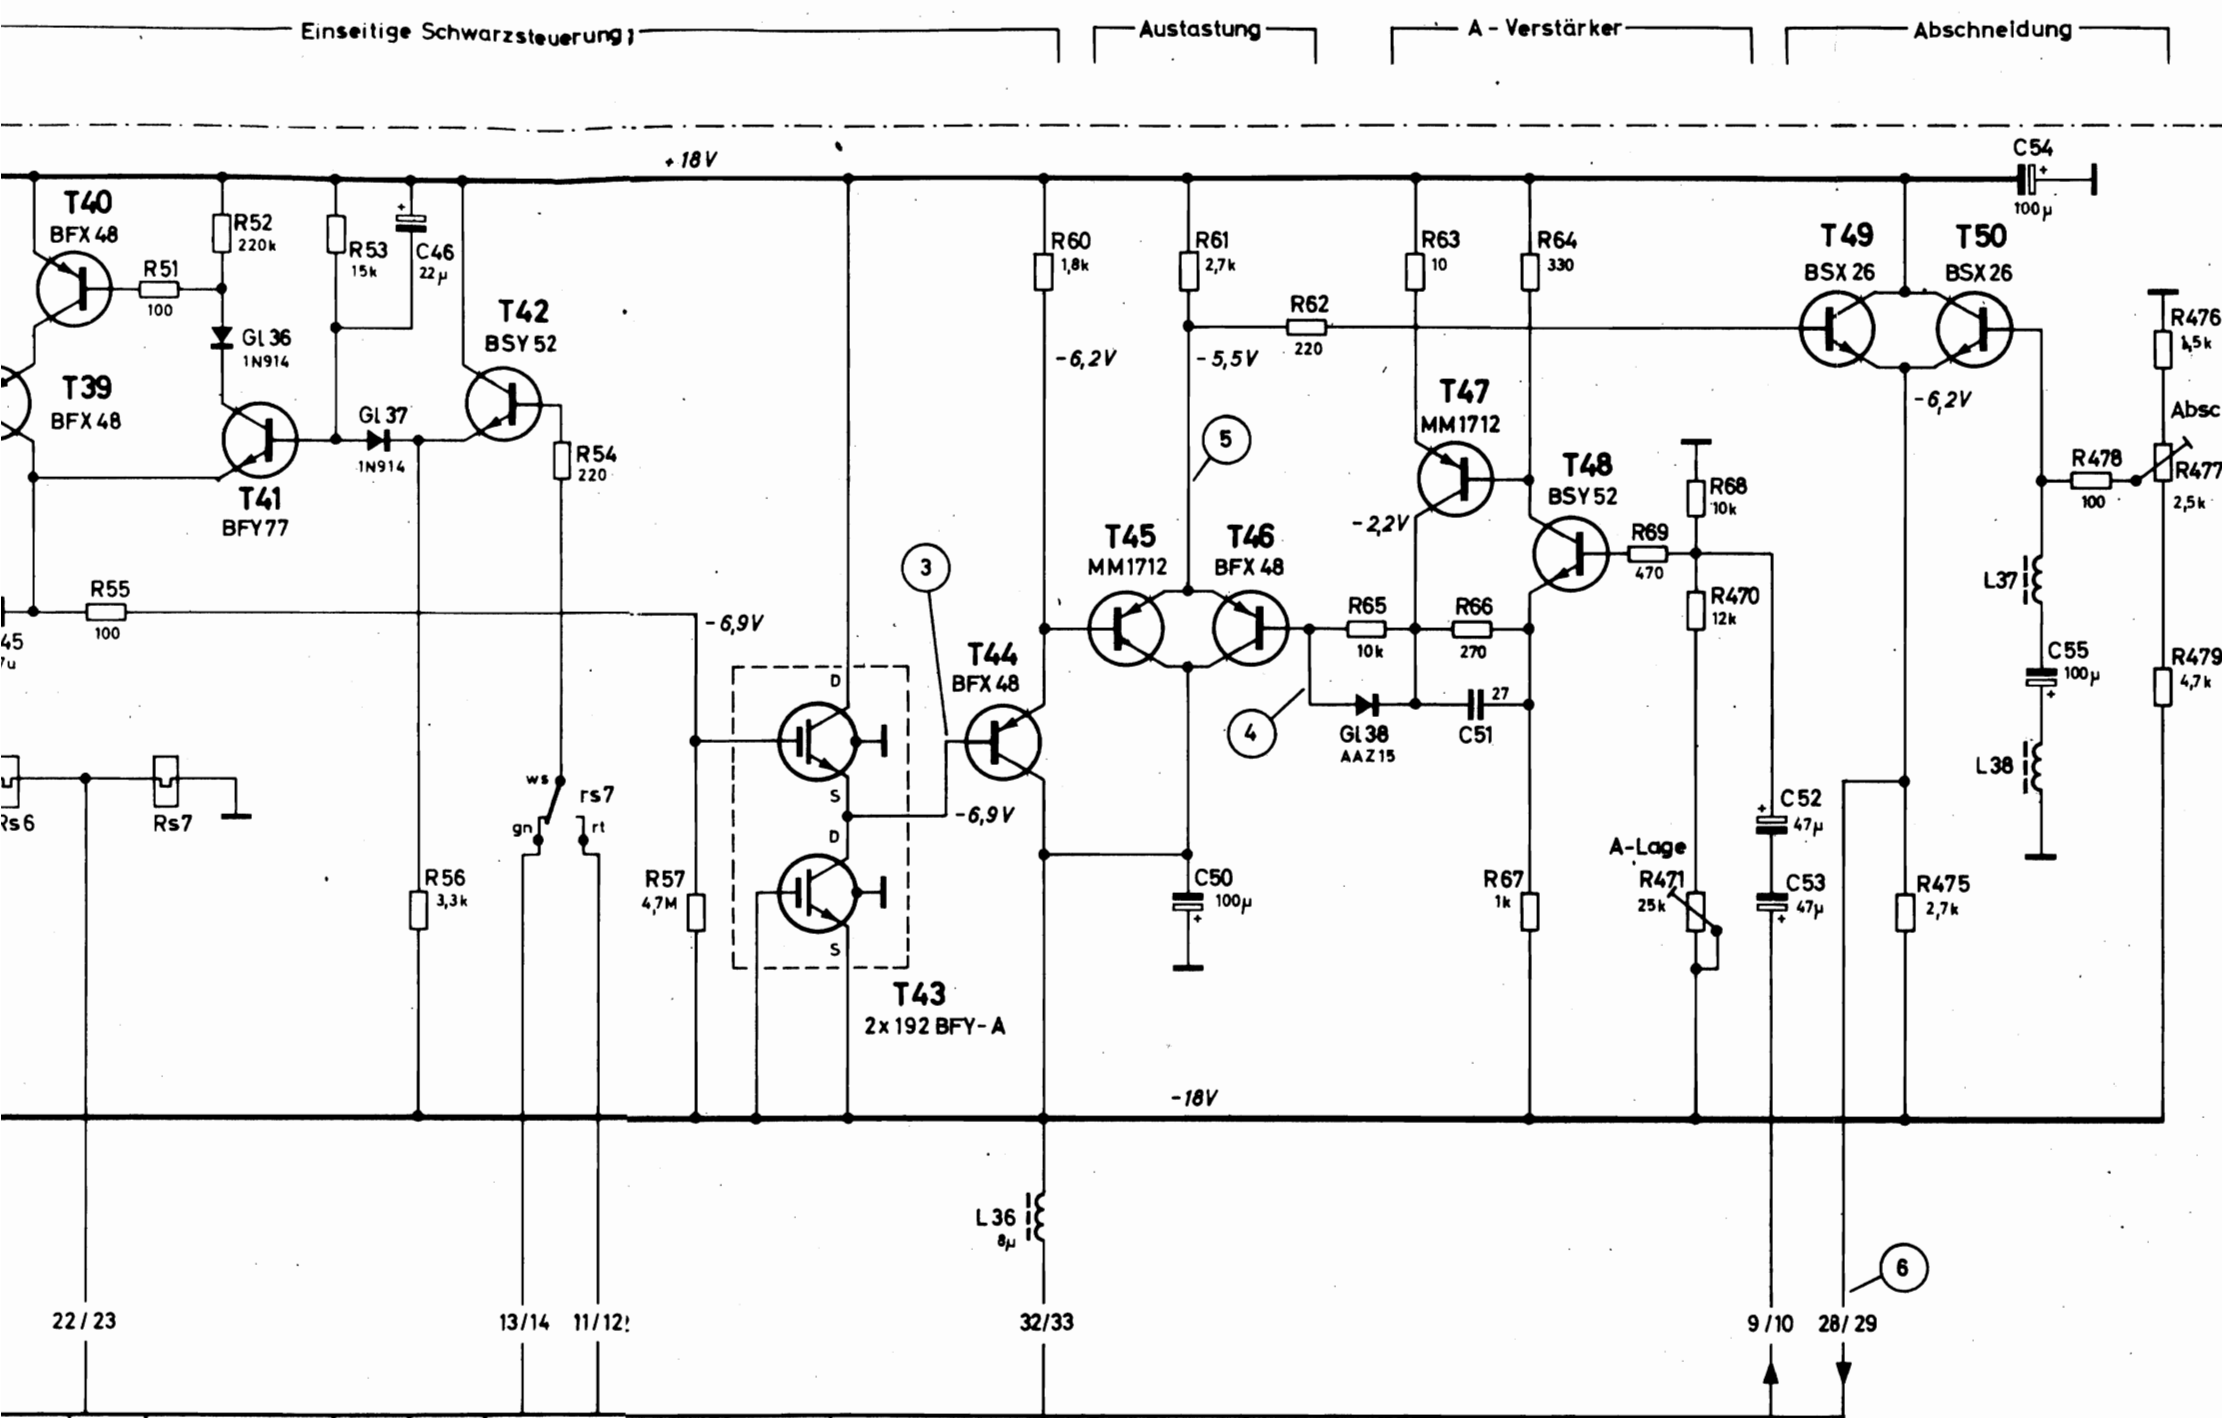 Einseitige Schwarzsteuerung;
Austastung
A - Verstärker
Abschneidung
+ 18V
C54
+
100µ
T40
BFX 48
R51
100
R52
220k
R53
15k
+
C46
22µ
T42
BSY 52
Gl 36
1N914
T39
BFX 48
Gl 37
1N914
T41
BFY 77
R54
220
R60
1,8k
R61
2,7k
R62
220
R63
10
R64
330
T49
BSX 26
T50
BSX 26
R476
1,5k
-6,2V
-5,5V
T47
MM1712
-6,2V
Absc
5
R478
100
R477
2,5k
T48
BSY 52
R68
10k
-2,2V
R69
470
T45
MM1712
T46
BFX 48
3
R55
100
45
7u
-6,9V
R65
10k
R66
270
R470
12k
L37
T44
BFX 48
C55
100µ
+
R479
4,7k
D
S
4
Gl 38
AAZ15
27
C51
L38
Rs6
Rs7
ws
rs7
gn
rt
-6,9V
D
S
+
C52
47µ
A-Lage
R56
3,3k
R57
4,7M
C50
100µ
+
R67
1k
R471
25k
C53
47µ
+
R475
2,7k
T43
2 x 192 BFY - A
-18V
L 36
8µ
6
22 / 23
13/14
11/12
32/33
9 /10
28/ 29